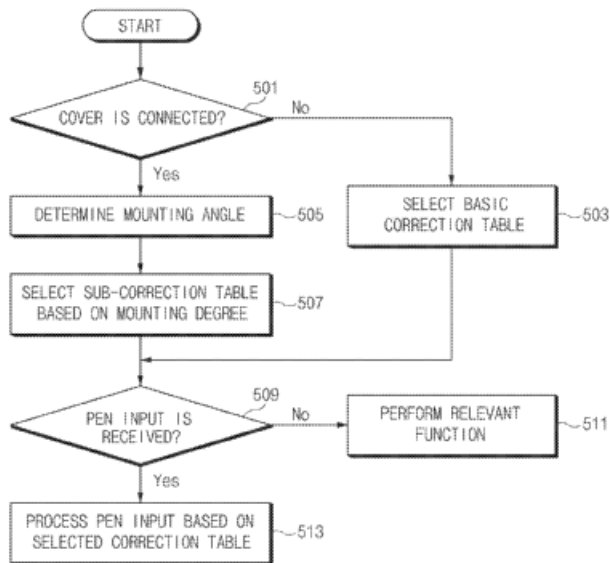 START
501
COVER IS CONNECTED?
No
Yes
DETERMINE MOUNTING ANGLE
505
SELECT BASIC
CORRECTION TABLE
503
SELECT SUB-CORRECTION TABLE
BASED ON MOUNTING DEGREE
507
509
PEN INPUT IS
RECEIVED?
No
PERFORM RELEVANT
FUNCTION
511
Yes
PROCESS PEN INPUT BASED ON
SELECTED CORRECTION TABLE
513